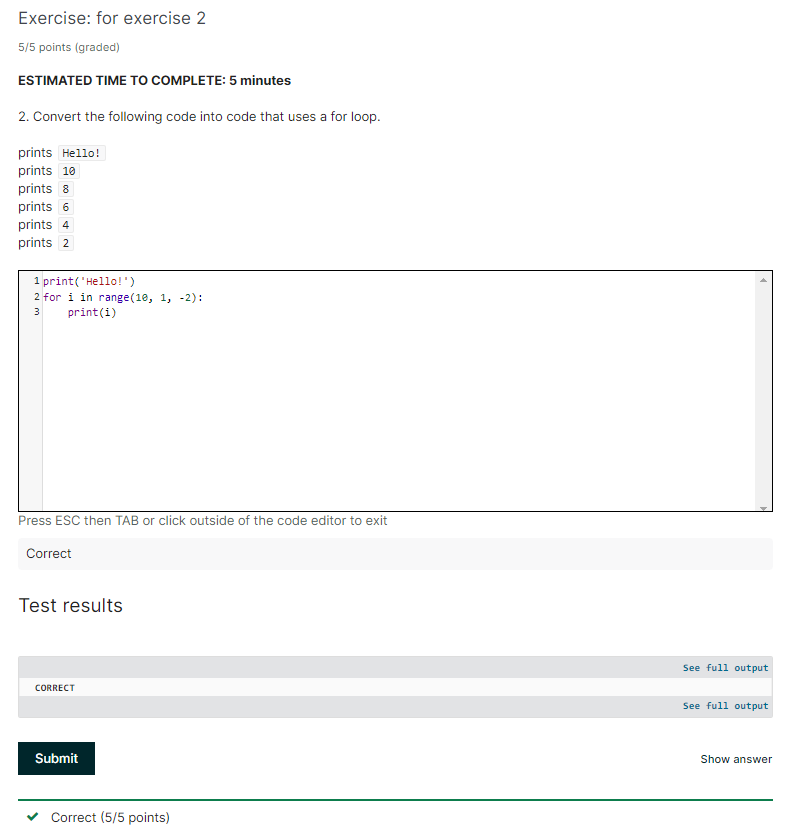 Exercise: for exercise 2
5/5 points (graded)
ESTIMATED TIME TO COMPLETE: 5 minutes
2. Convert the following code into code that uses a for loop.
prints Hello!
prints 10
prints 8
prints 6
prints 4
prints 2
1 print('Hello!')
2 for i in range(10, 1, -2):
3     print(i)
Press ESC then TAB or click outside of the code editor to exit
Correct
Test results
See full output
CORRECT
See full output
Submit
Show answer
Correct (5/5 points)